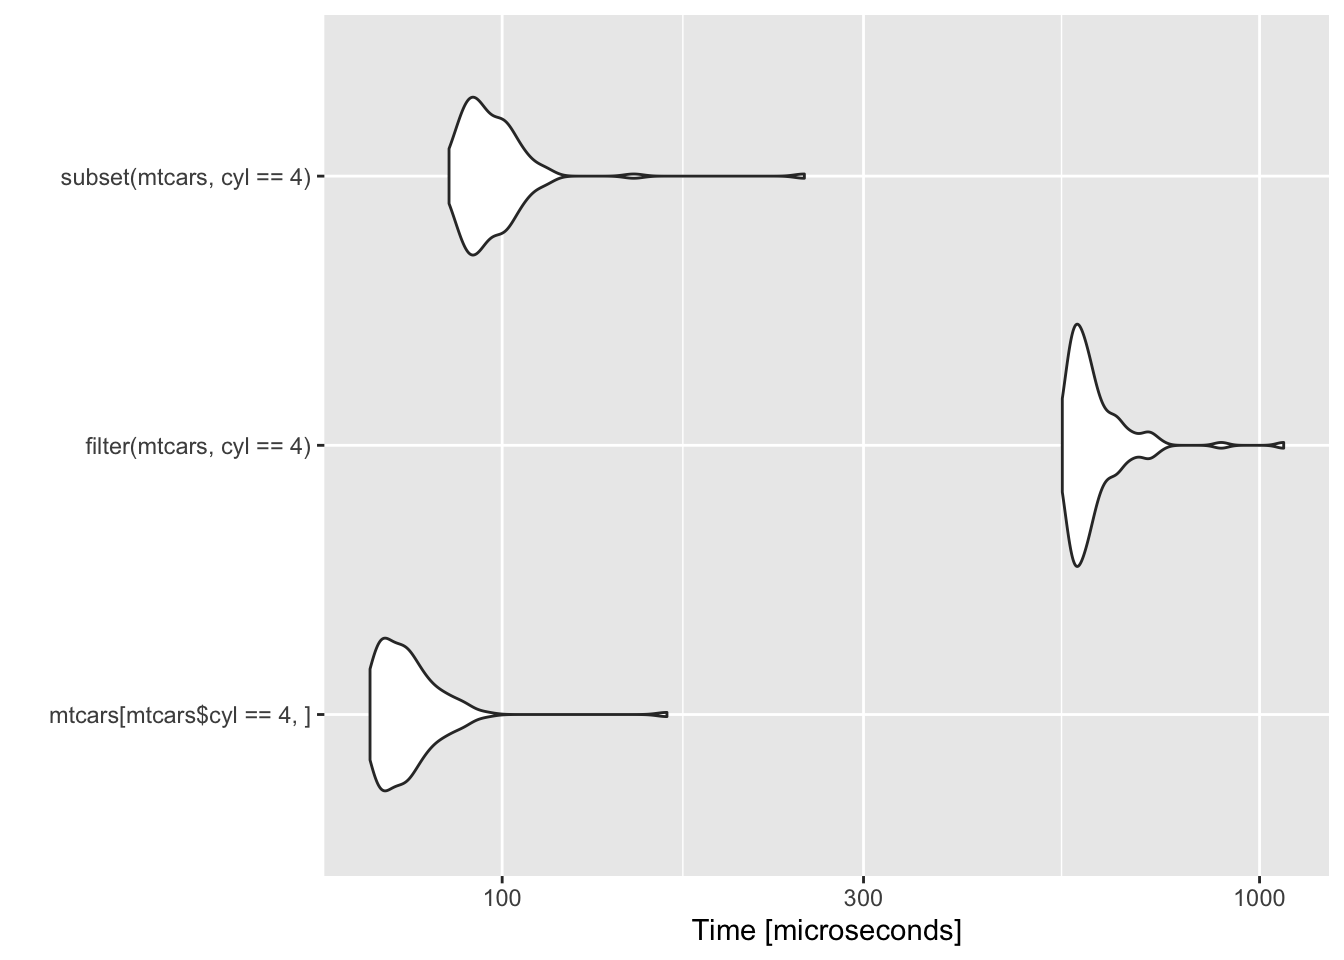 subset(mtcars, cyl == 4)
filter(mtcars, cyl == 4)
mtcars[mtcars$cyl == 4, ]
100 300 1000
Time [microseconds]